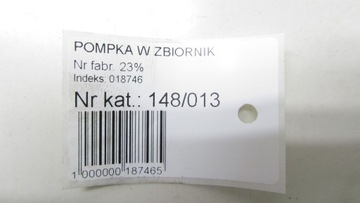 POMPKA W ZBIORNIK
Nr fabr. 23%
Indeks: 018746
Nr kat.: 148/013
1 000000 187465